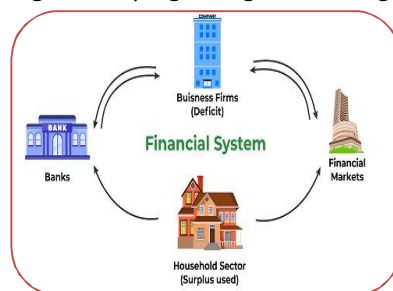 COMPANY
Buisness Firms
(Deficit)
BANK
Financial System
Banks
Financial
Markets
Household Sector
(Surplus used)